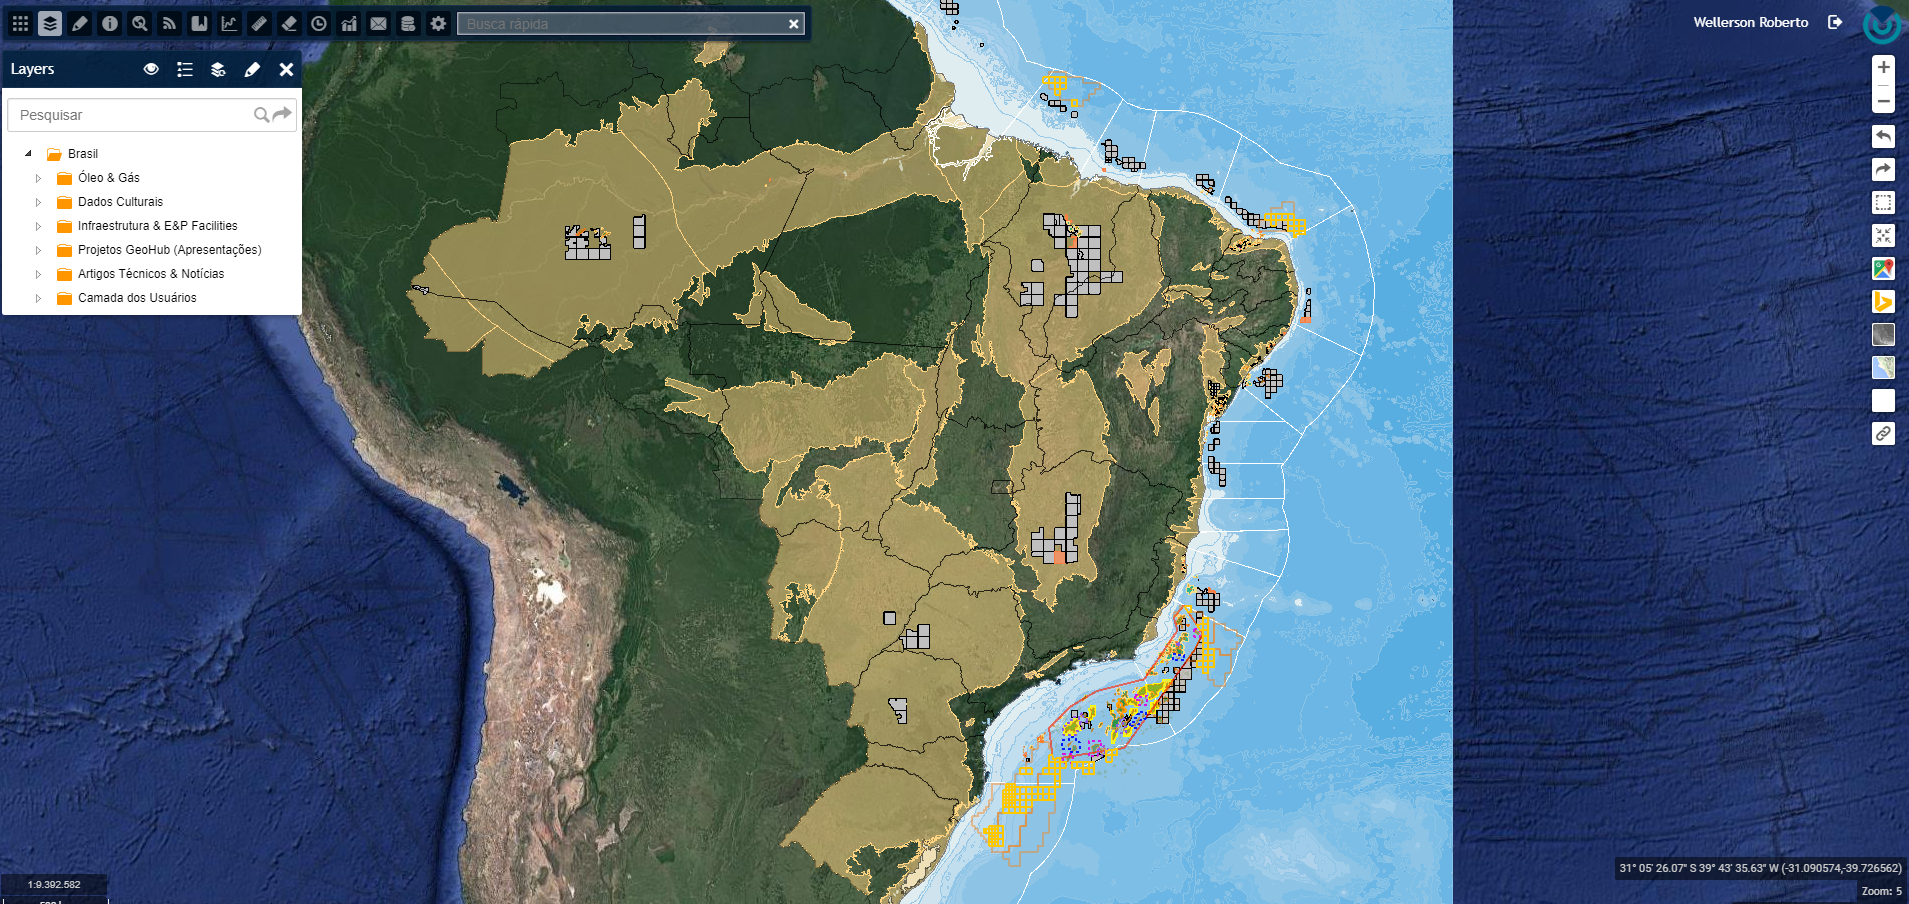 Busca rápida
Wellerson Roberto
Layers
Pesquisar
Brasil
Óleo & Gás
Dados Culturais
Infraestrutura & E&P Facilities
Projetos GeoHub (Apresentações)
Artigos Técnicos & Notícias
Camada dos Usuários
1:9.392.582
31° 05' 26.07" S 39° 43' 35.63" W (-31.090574,-39.726562)
Zoom: 5